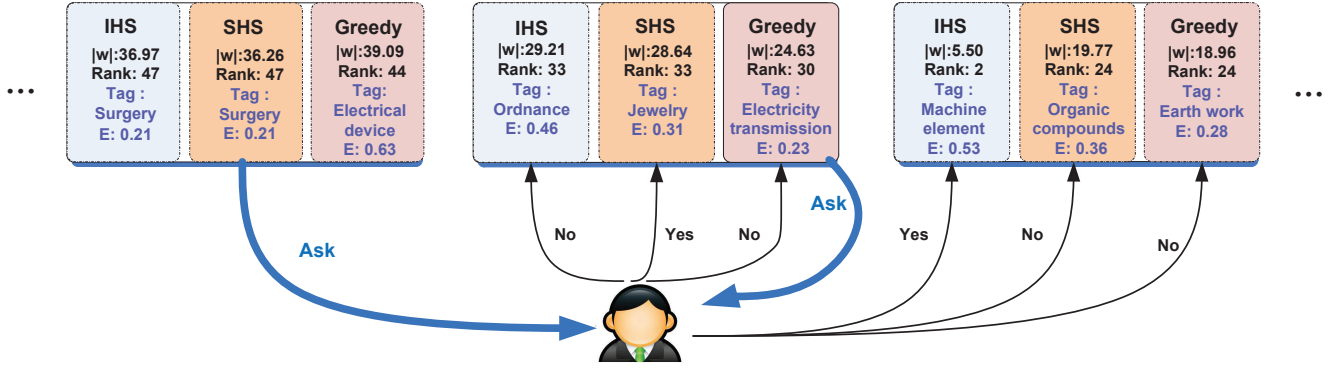 ...
IHS
|w|:36.97
Rank: 47
Tag :
Surgery
E: 0.21
SHS
|w|:36.26
Rank: 47
Tag :
Surgery
E: 0.21
Greedy
|w|:39.09
Rank: 44
Tag:
Electrical
device
E: 0.63
IHS
|w|:29.21
Rank: 33
Tag :
Ordnance
E: 0.46
SHS
|w|:28.64
Rank: 33
Tag :
Jewelry
E: 0.31
Greedy
|w|:24.63
Rank: 30
Tag :
Electricity
transmission
E: 0.23
IHS
|w|:5.50
Rank: 2
Tag :
Machine
element
E: 0.53
SHS
|w|:19.77
Rank: 24
Tag :
Organic
compounds
E: 0.36
Greedy
|w|:18.96
Rank: 24
Tag :
Earth work
E: 0.28
...
Ask
No
Yes
No
Ask
Yes
No
No